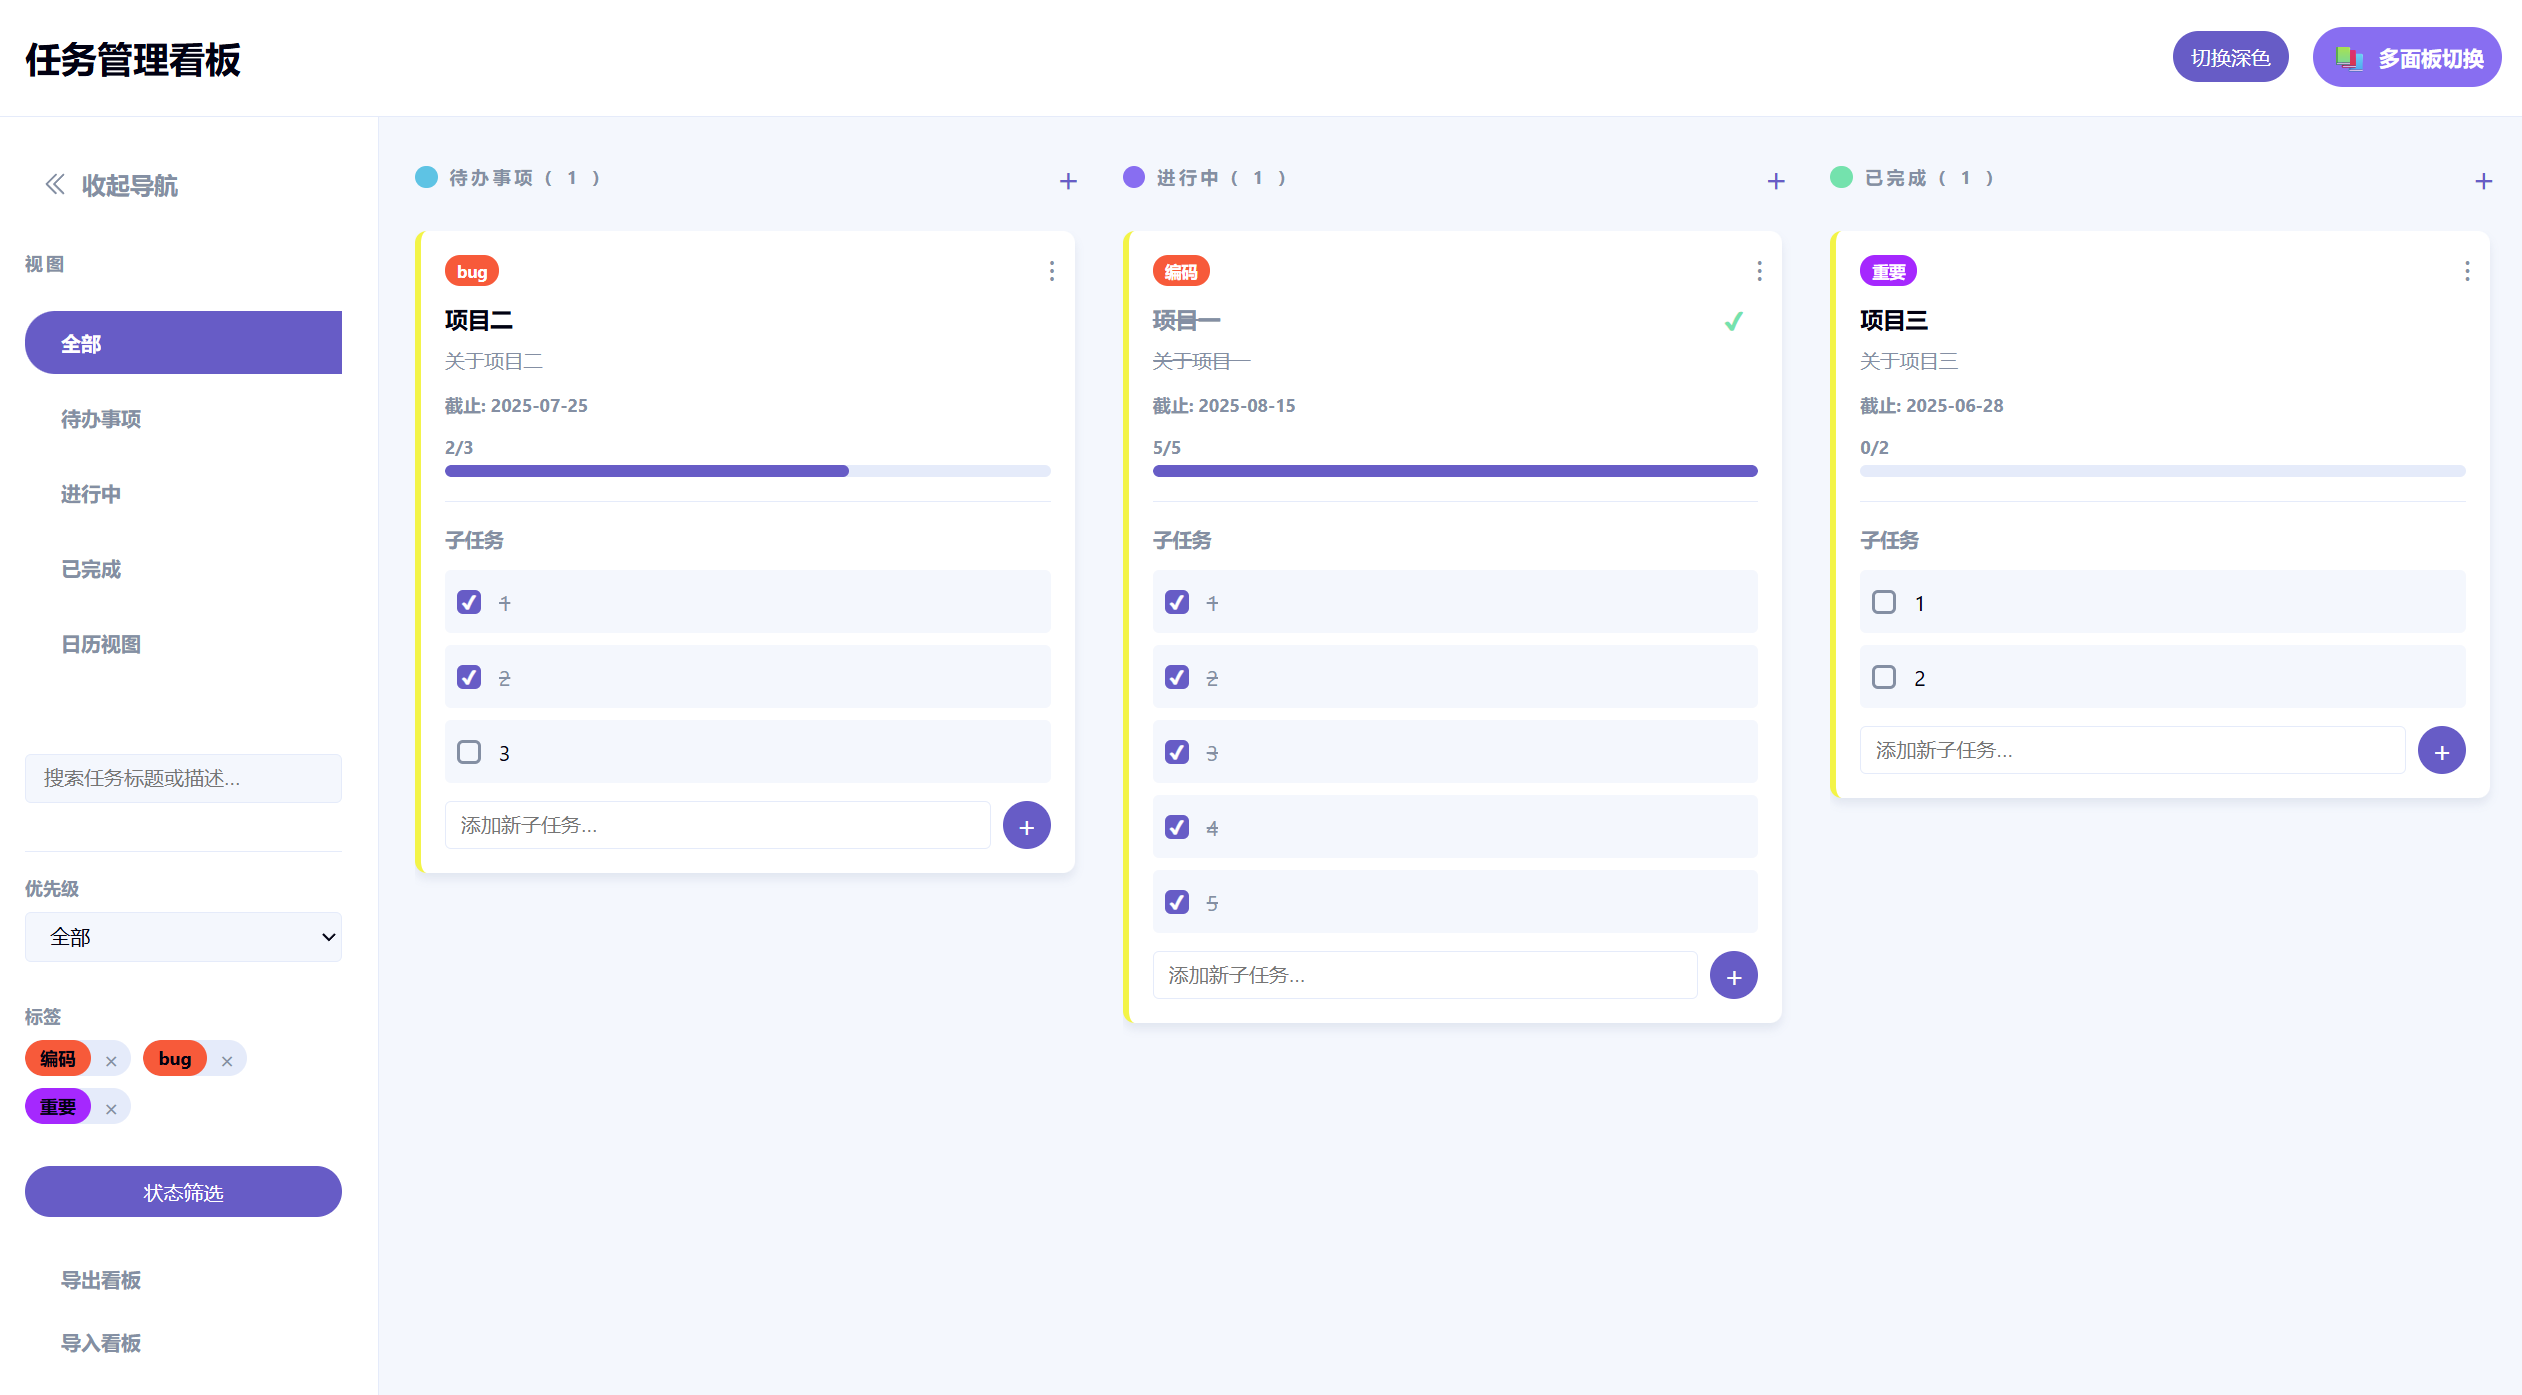 任务管理看板
切换深色
多面板切换
收起导航
视图
全部
待办事项
进行中
已完成
日历视图
搜索任务标题或描述...
优先级
全部
标签
编码 ×
bug ×
重要 ×
状态筛选
导出看板
导入看板
待办事项 ( 1 )
+
bug
项目二
关于项目二
截止: 2025-07-25
2/3
子任务
1
2
3
添加新子任务...
+
进行中 ( 1 )
+
编码
项目一
关于项目一
截止: 2025-08-15
5/5
子任务
1
2
3
4
5
添加新子任务...
+
已完成 ( 1 )
+
重要
项目三
关于项目三
截止: 2025-06-28
0/2
子任务
1
2
添加新子任务...
+